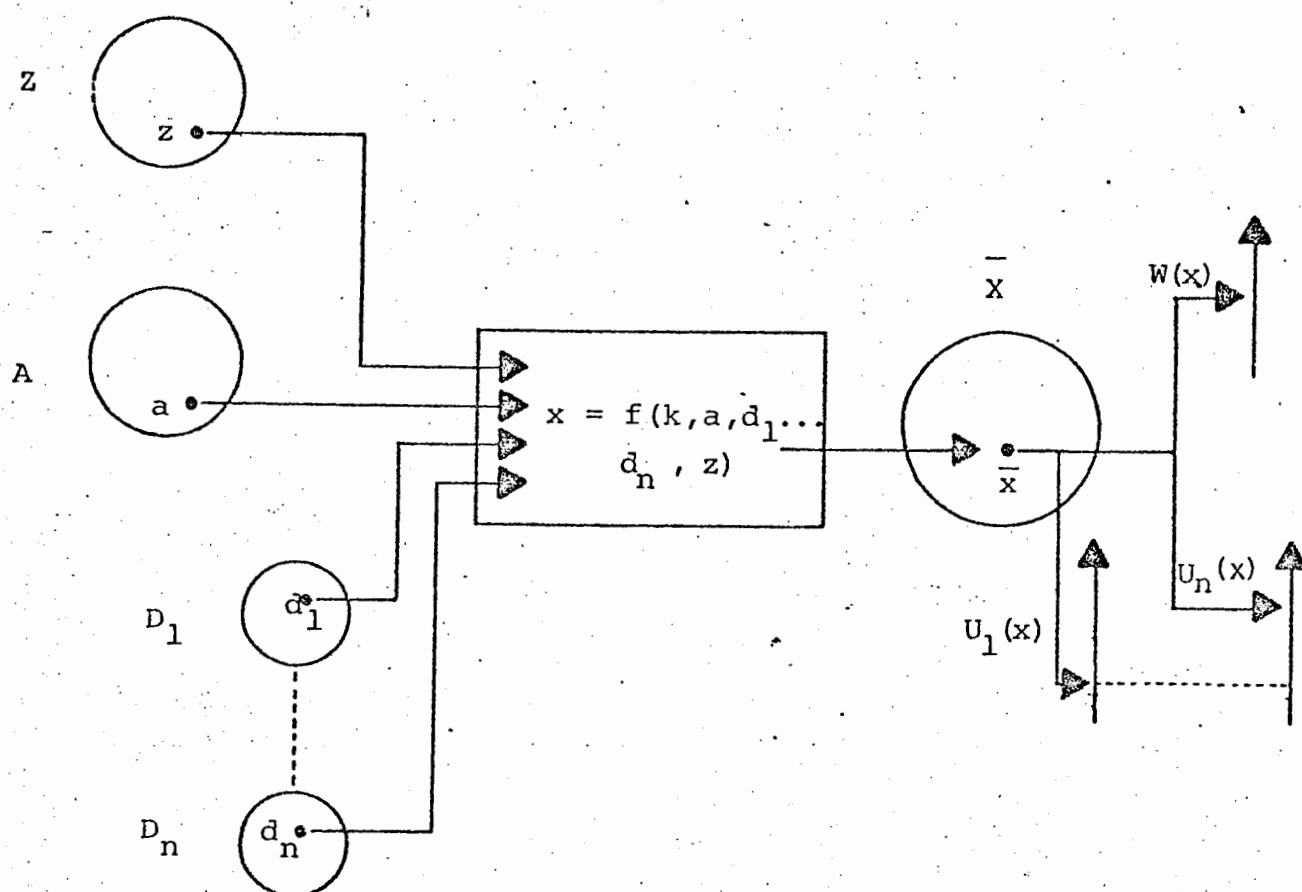 Z
z
A
a
x = f(k,a,d₁...
dₙ , z)
X̅
x̅
W(x)
Uₙ(x)
U₁(x)
D₁
d₁
Dₙ
dₙ